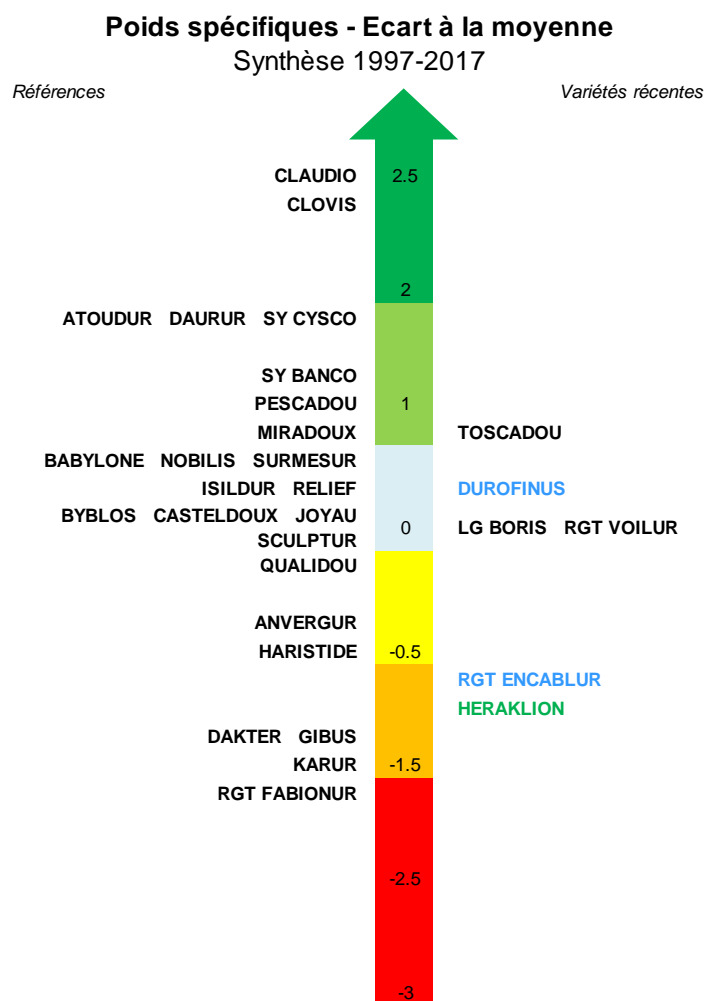 Poids spécifiques - Ecart à la moyenne
Synthèse 1997-2017
Références Variétés récentes
CLAUDIO 2.5
CLOVIS
2
ATOUDUR DAURUR SY CYSCO
SY BANCO
PESCADOU 1
MIRADOUX TOSCADOU
BABYLONE NOBILIS SURMESUR
ISILDUR RELIEF DUROFINUS
BYBLOS CASTELDOUX JOYAU
SCULPTUR 0 LG BORIS RGT VOILUR
QUALIDOU
ANVERGUR
HARISTIDE -0.5
RGT ENCABLUR
HERAKLION
DAKTER GIBUS
KARUR -1.5
RGT FABIONUR
-2.5
-3